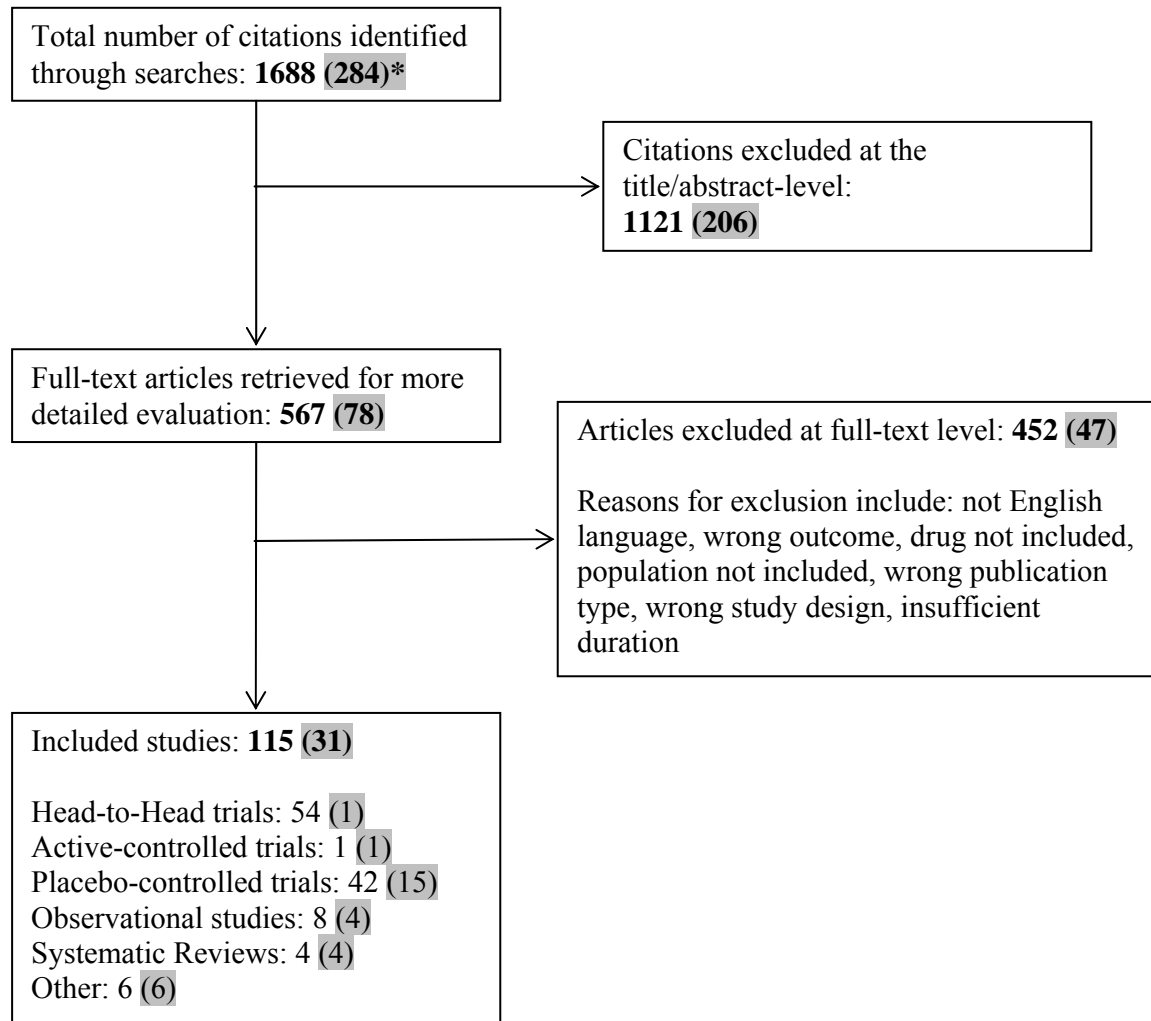 Total number of citations identified
through searches: 1688 (284)*
Citations excluded at the
title/abstract-level:
1121 (206)
Full-text articles retrieved for more
detailed evaluation: 567 (78)
Articles excluded at full-text level: 452 (47)
Reasons for exclusion include: not English
language, wrong outcome, drug not included,
population not included, wrong publication
type, wrong study design, insufficient
duration
Included studies: 115 (31)
Head-to-Head trials: 54 (1)
Active-controlled trials: 1 (1)
Placebo-controlled trials: 42 (15)
Observational studies: 8 (4)
Systematic Reviews: 4 (4)
Other: 6 (6)